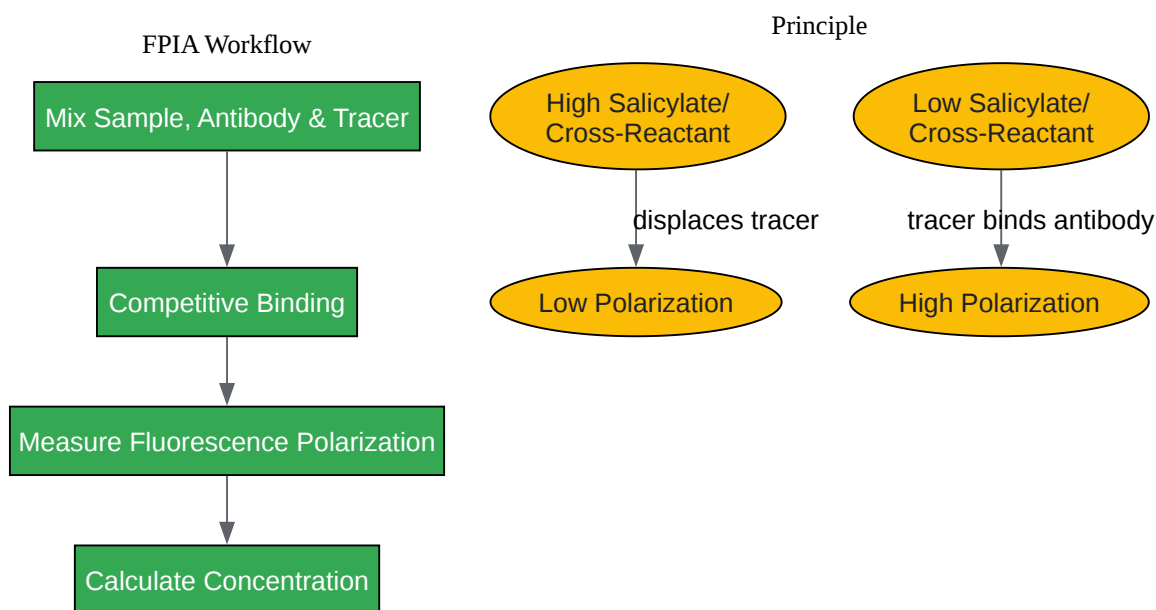 FPIA Workflow
Mix Sample, Antibody & Tracer
Competitive Binding
Measure Fluorescence Polarization
Calculate Concentration
Principle
High Salicylate/
Cross-Reactant
displaces tracer
Low Polarization
Low Salicylate/
Cross-Reactant
tracer binds antibody
High Polarization